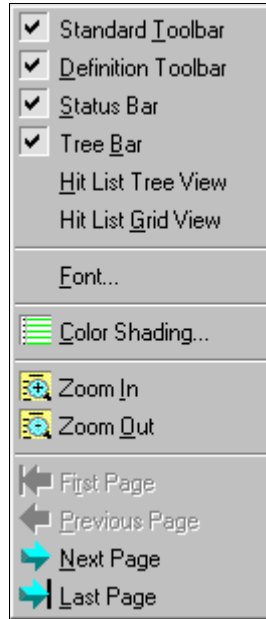 Standard Toolbar
Definition Toolbar
Status Bar
Tree Bar
Hit List Tree View
Hit List Grid View
Font...
Color Shading...
Zoom In
Zoom Out
First Page
Previous Page
Next Page
Last Page